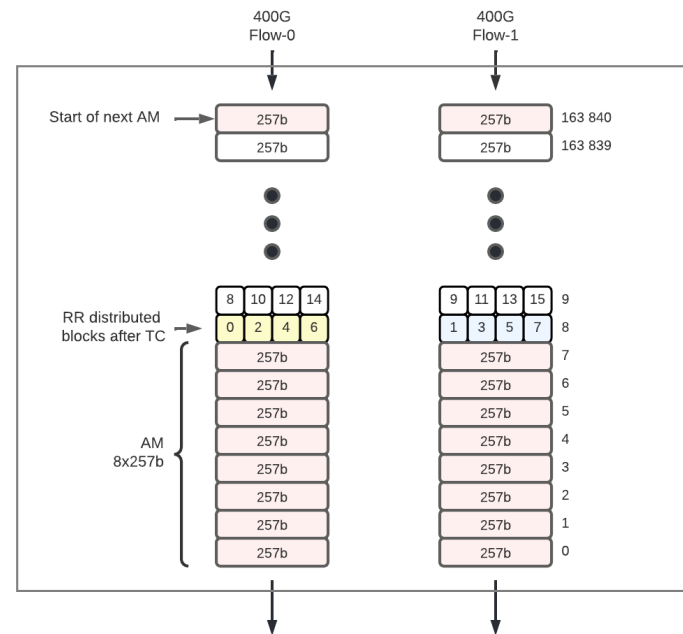 400G
Flow-0
400G
Flow-1
Start of next AM
257b
257b
163 840
257b
257b
163 839
8 10 12 14
9 11 13 15
9
RR distributed
blocks after TC
0 2 4 6
1 3 5 7
8
257b
257b
7
257b
257b
6
257b
257b
5
AM
8x257b
257b
257b
4
257b
257b
3
257b
257b
2
257b
257b
1
257b
257b
0